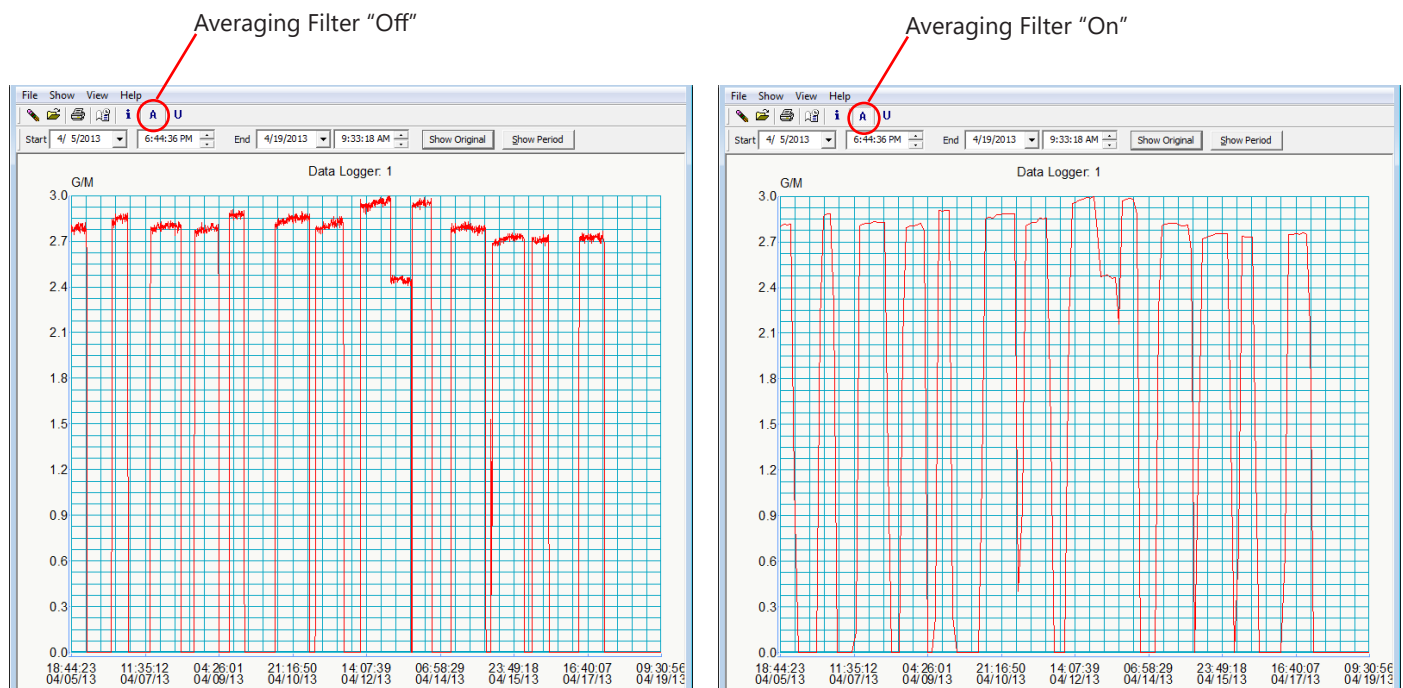 Averaging Filter “Off”
File Show View Help
i A U
Start 4/ 5/2013 6:44:36 PM End 4/19/2013 9:33:18 AM Show Original Show Period
Data Logger: 1
G/M
3.0
2.7
2.4
2.1
1.8
1.5
1.2
0.9
0.6
0.3
0.0
18:44:23 11:35:12 04:26:01 21:16:50 14:07:39 06:58:29 23:49:18 16:40:07 09:30:56
04/05/13 04/07/13 04/09/13 04/10/13 04/12/13 04/14/13 04/15/13 04/17/13 04/19/13
Averaging Filter “On”
File Show View Help
i A U
Start 4/ 5/2013 6:44:36 PM End 4/19/2013 9:33:18 AM Show Original Show Period
Data Logger: 1
G/M
3.0
2.7
2.4
2.1
1.8
1.5
1.2
0.9
0.6
0.3
0.0
18:44:23 11:35:12 04:26:01 21:16:50 14:07:39 06:58:29 23:49:18 16:40:07 09:30:56
04/05/13 04/07/13 04/09/13 04/10/13 04/12/13 04/14/13 04/15/13 04/17/13 04/19/13